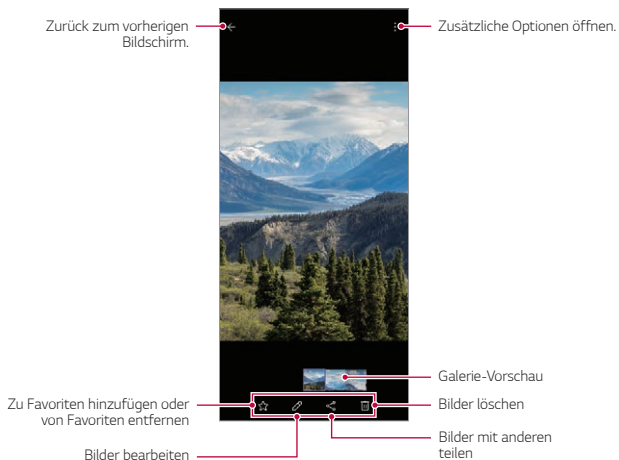 Zurück zum vorherigen
Bildschirm.
Zusätzliche Optionen öffnen.
Galerie-Vorschau
Zu Favoriten hinzufügen oder
von Favoriten entfernen
Bilder löschen
Bilder mit anderen
teilen
Bilder bearbeiten